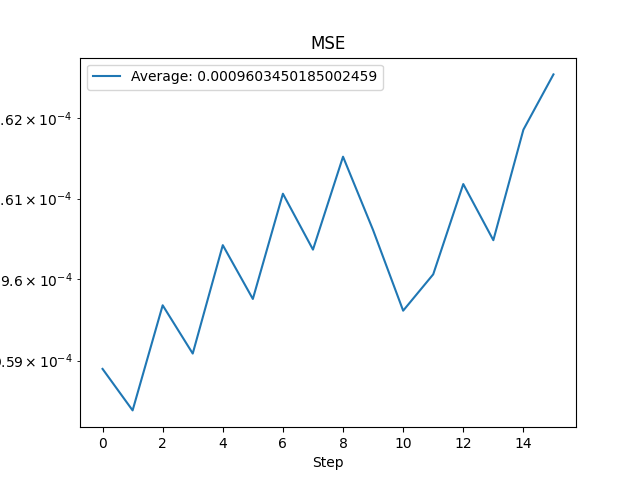 MSE
Average: 0.0009603450185002459
.62 × 10⁻⁴
.61 × 10⁻⁴
9.6 × 10⁻⁴
.59 × 10⁻⁴
0 2 4 6 8 10 12 14
Step